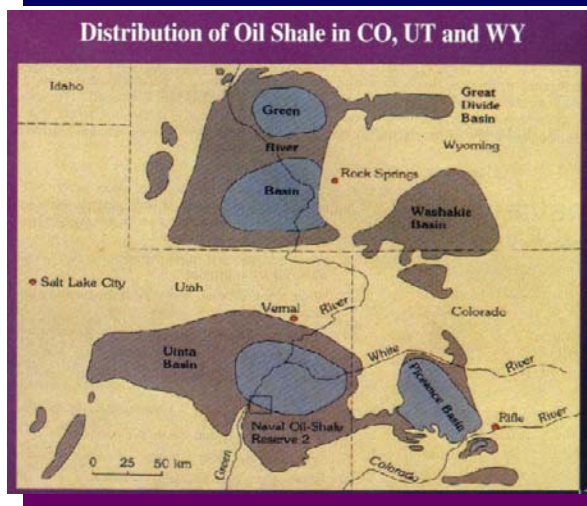 Distribution of Oil Shale in CO, UT and WY
Idaho
Green
River
Basin
Great
Divide
Basin
Wyoming
Rock Springs
Washakie
Basin
Salt Lake City
Utah
Vernal
River
Colorado
Uinta
Basin
White
River
Piceance Basin
Naval Oil-Shale
Reserve 2
Green
Rifle
River
Colorado
0 25 50 km